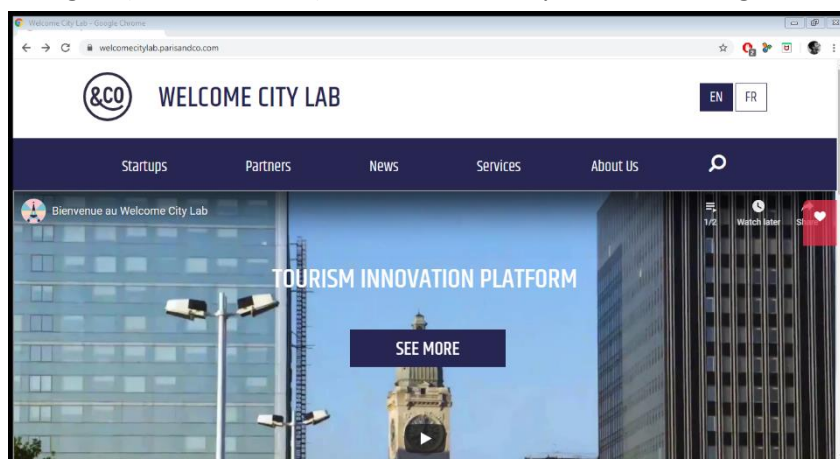 Welcome City Lab - Google Chrome
welcomecitylab.parisandco.com
&CO
WELCOME CITY LAB
EN FR
Startups Partners News Services About Us
Bienvenue au Welcome City Lab
1/2 Watch later
TOURISM INNOVATION PLATFORM
SEE MORE